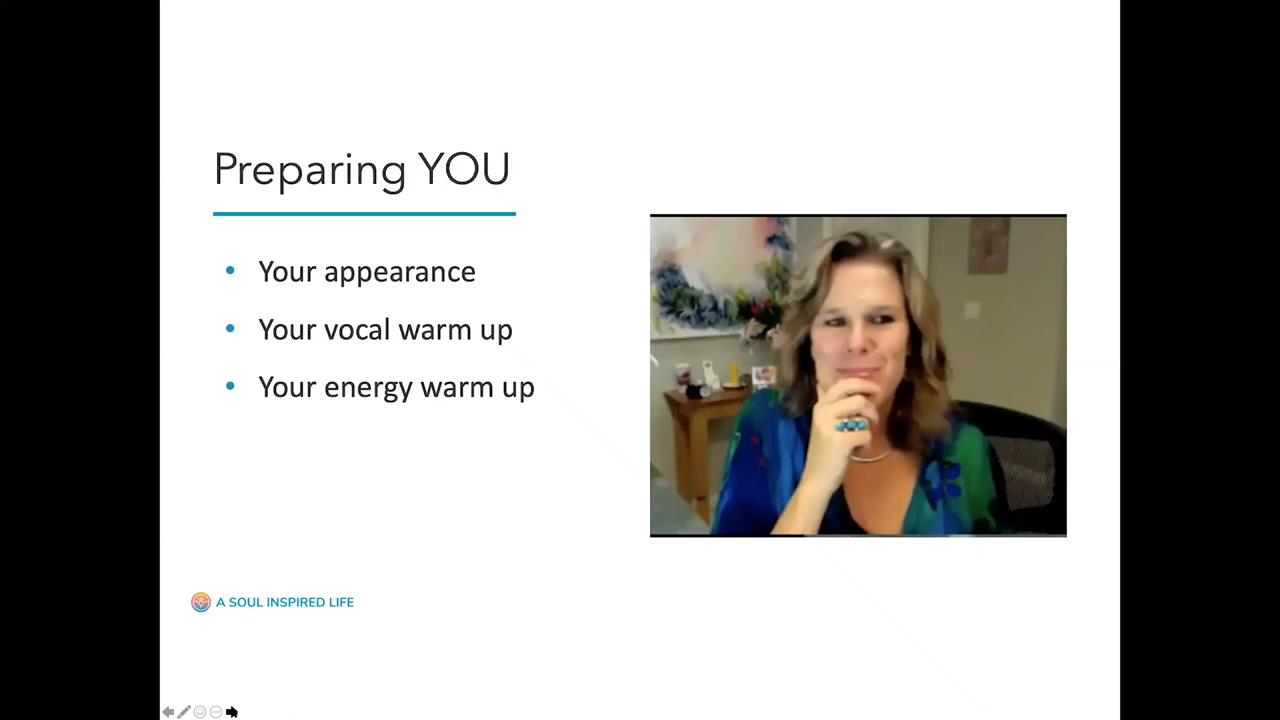 Preparing YOU
• Your appearance
• Your vocal warm up
• Your energy warm up
A SOUL INSPIRED LIFE